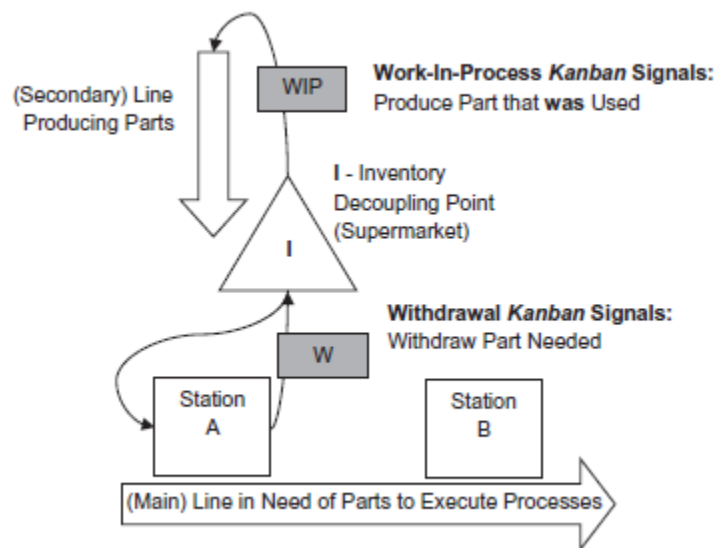 WIP
Work-In-Process Kanban Signals:
Produce Part that was Used
(Secondary) Line
Producing Parts
I - Inventory
Decoupling Point
(Supermarket)
I
Withdrawal Kanban Signals:
Withdraw Part Needed
W
Station
A
Station
B
(Main) Line in Need of Parts to Execute Processes